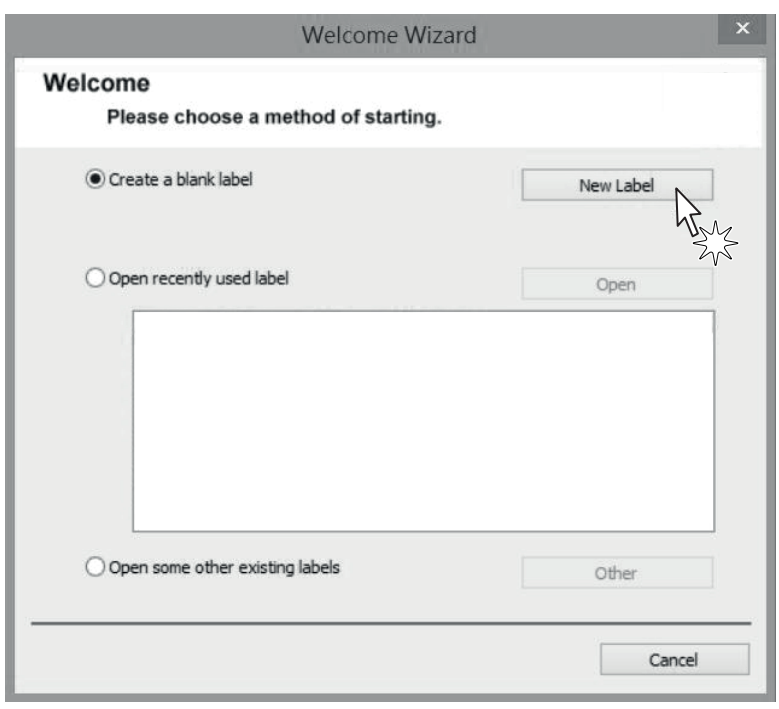 Welcome Wizard
Welcome
Please choose a method of starting.
Create a blank label
New Label
Open recently used label
Open
Open some other existing labels
Other
Cancel